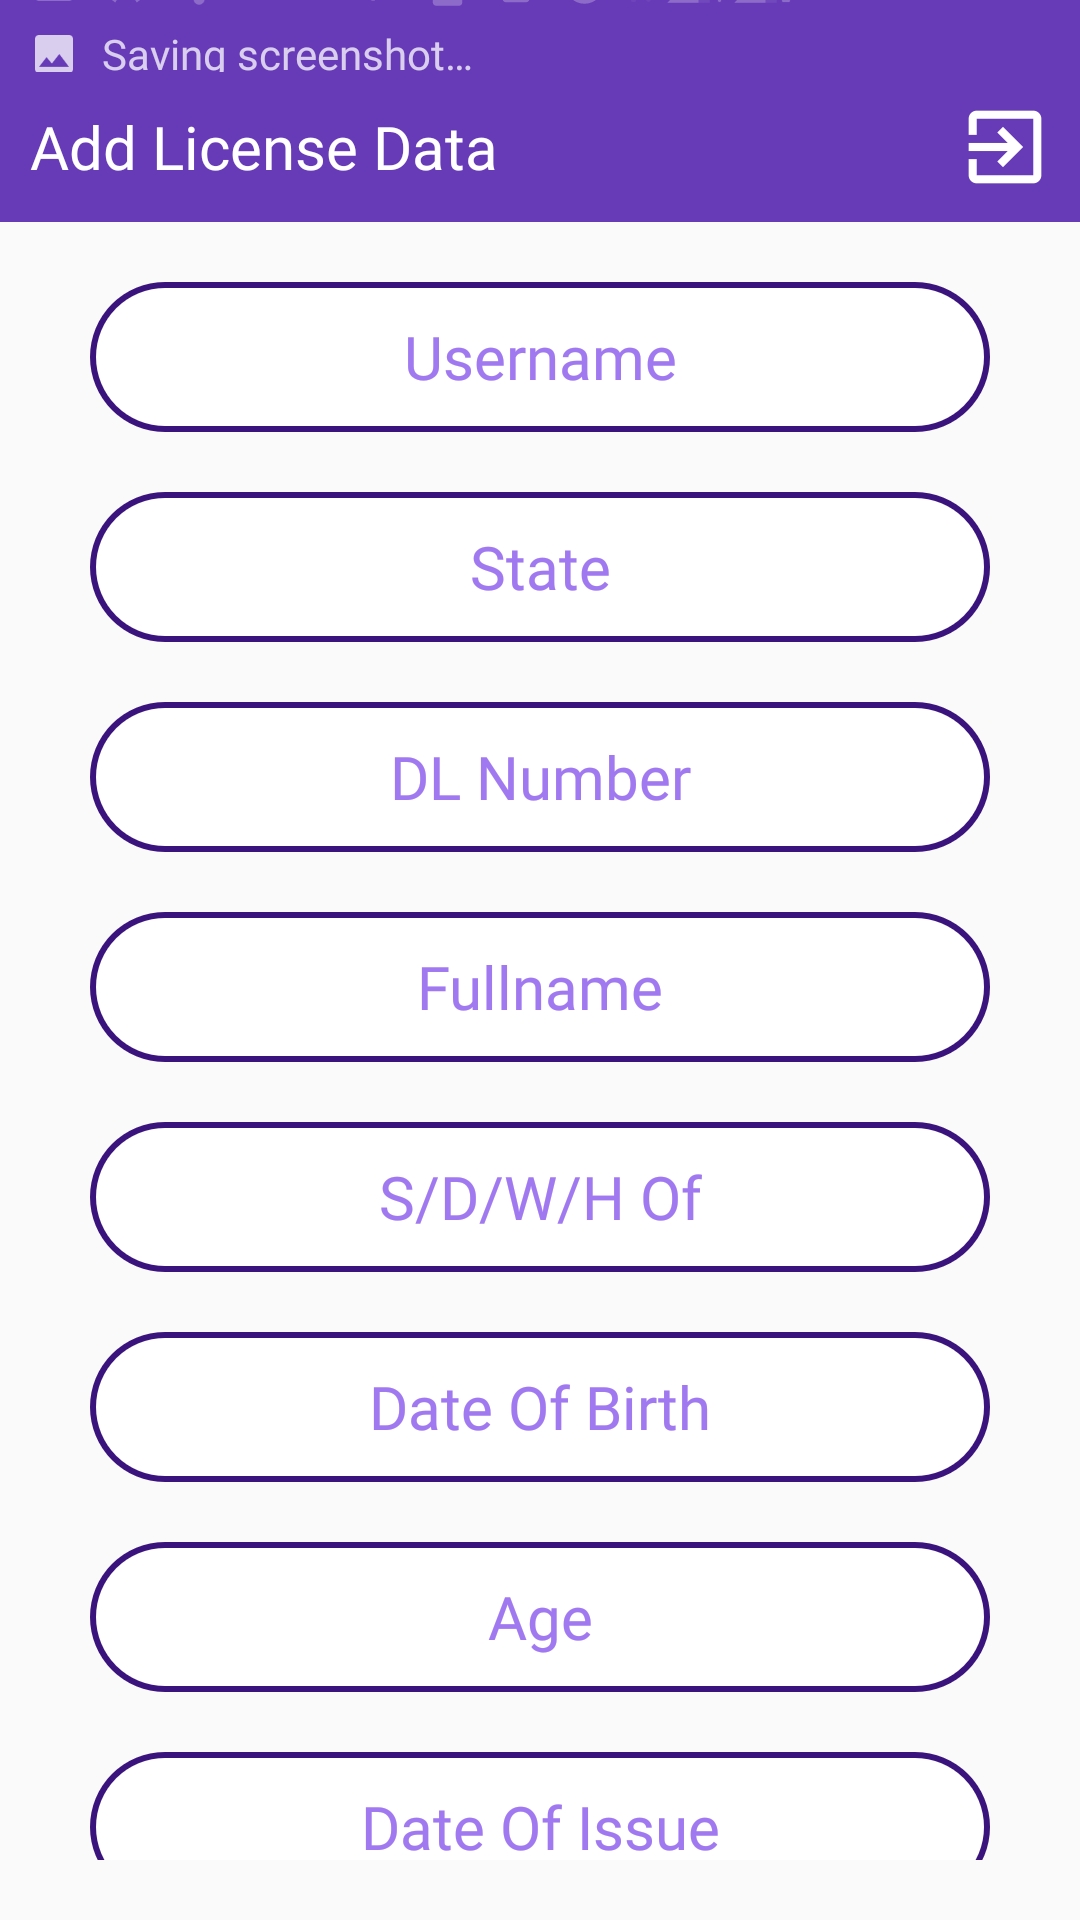 Saving screenshot...
Add License Data
Username
State
DL Number
Fullname
S/D/W/H Of
Date Of Birth
Age
Date Of Issue